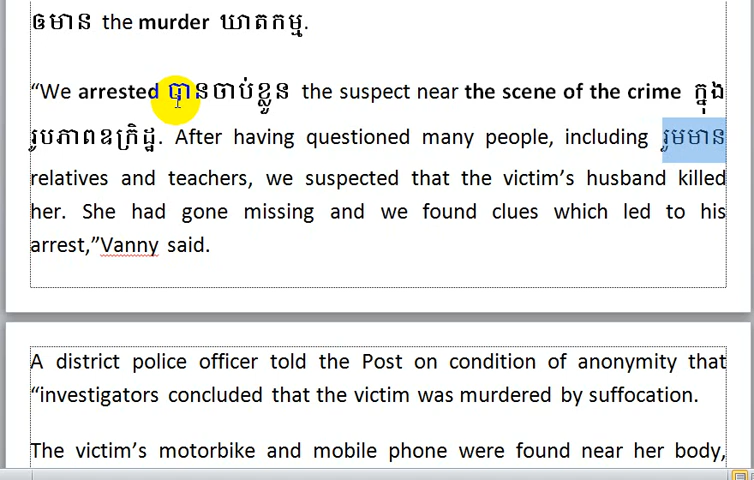 ឲមាន the murder ឃាតកម្ម.
“We arrested បានចាប់ខ្លួន the suspect near the scene of the crime ក្នុង
រូបភាពឧក្រិដ្ឋ. After having questioned many people, including រួមមាន
relatives and teachers, we suspected that the victim’s husband killed
her. She had gone missing and we found clues which led to his
arrest,”Vanny said.
A district police officer told the Post on condition of anonymity that
“investigators concluded that the victim was murdered by suffocation.
The victim’s motorbike and mobile phone were found near her body,